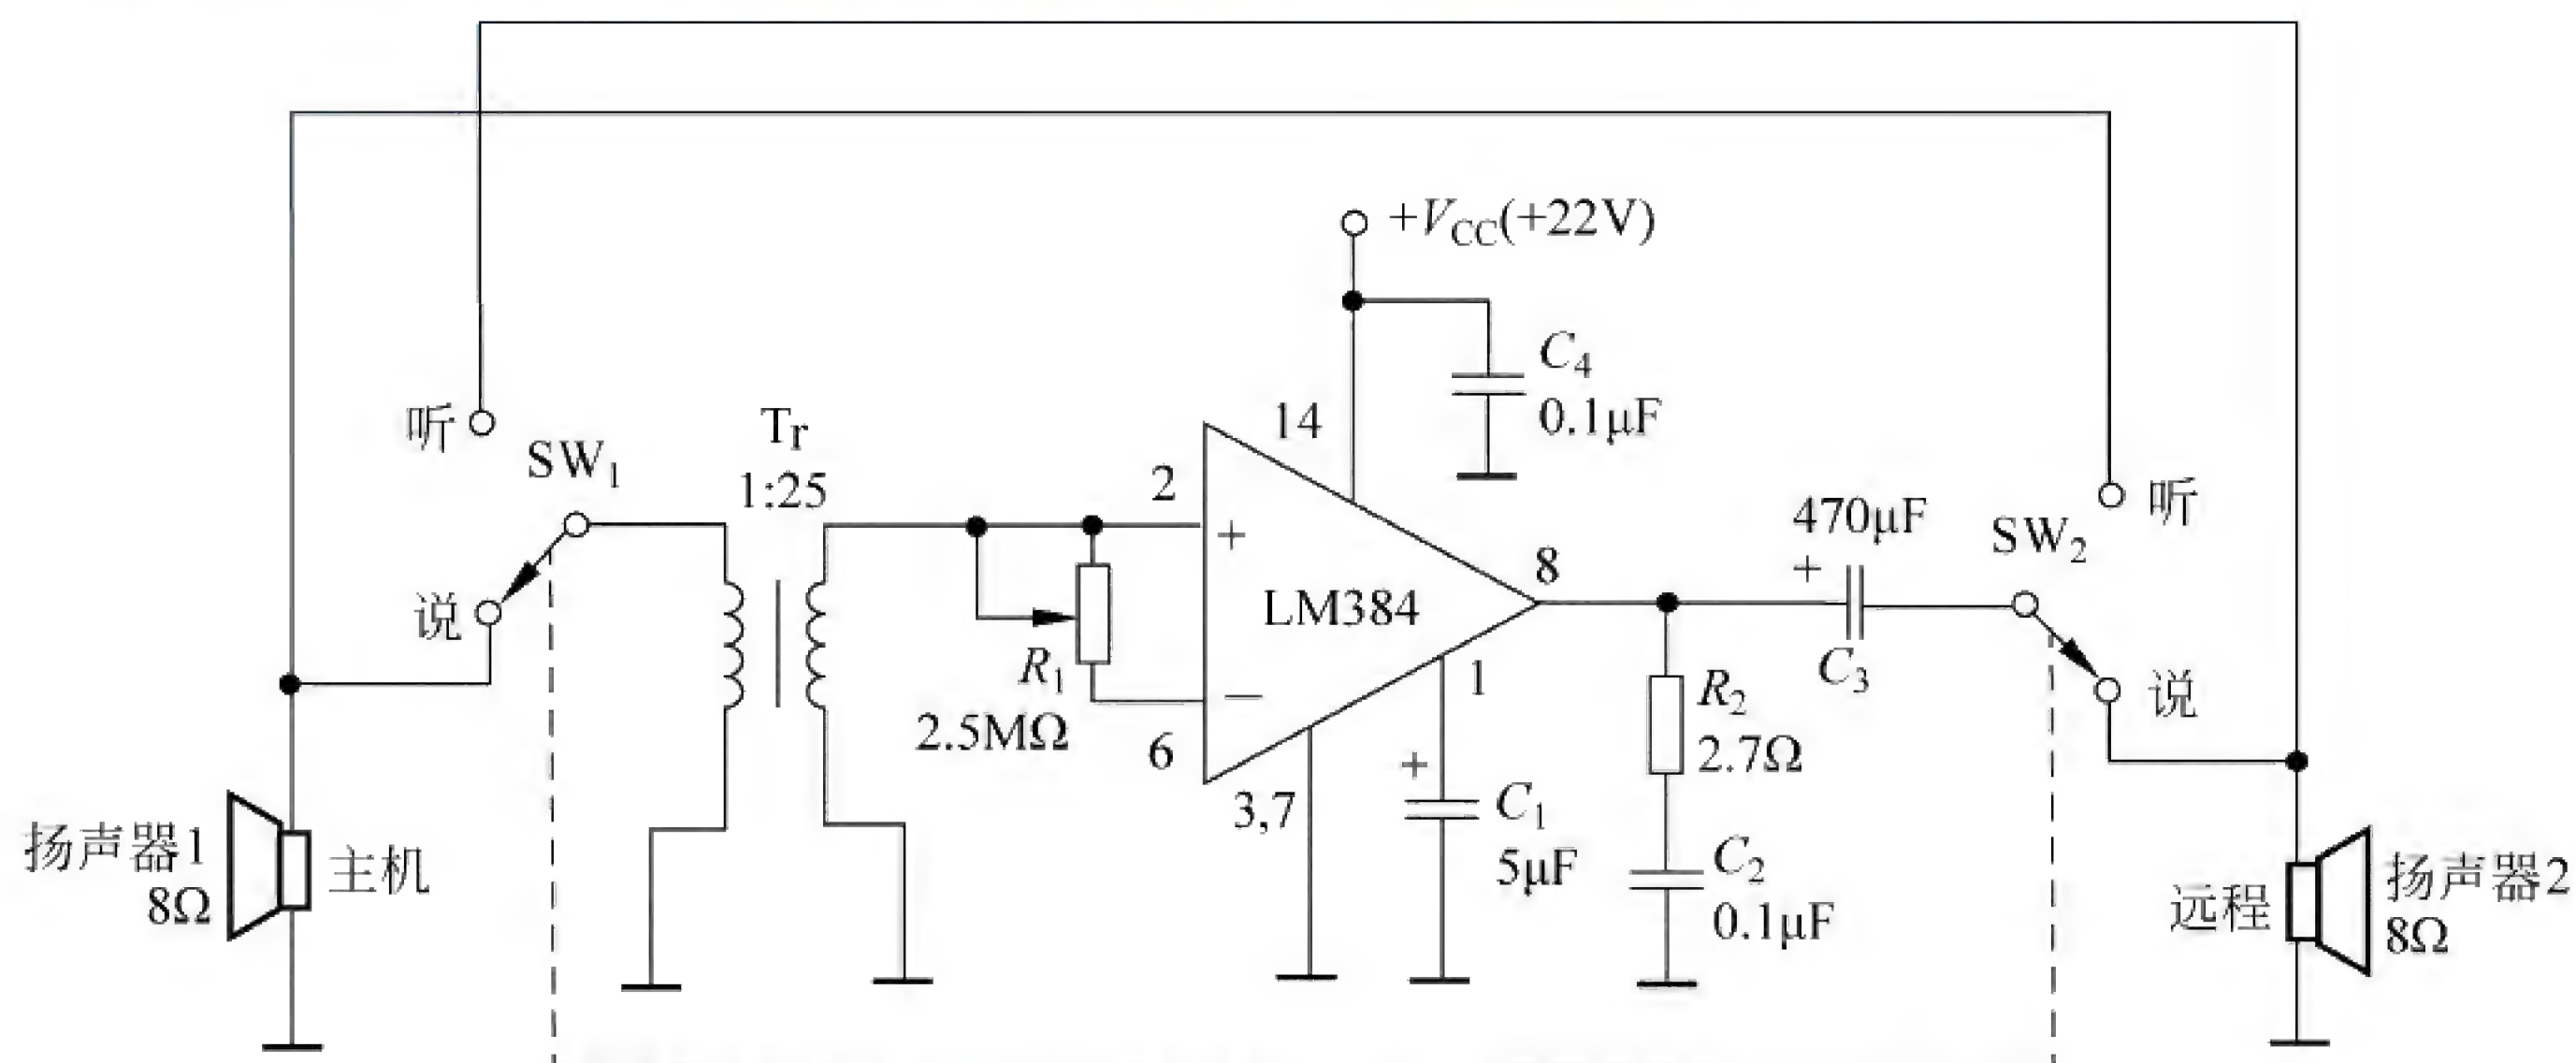 +V_CC(+22V)
C4
0.1μF
听
SW1
Tr
1:25
14
2
+
470μF
+
听
SW2
8
LM384
说
R1
2.5MΩ
−
6
1
C3
R2
2.7Ω
说
3,7
+
C1
5μF
C2
0.1μF
扬声器1
8Ω
主机
远程
扬声器2
8Ω